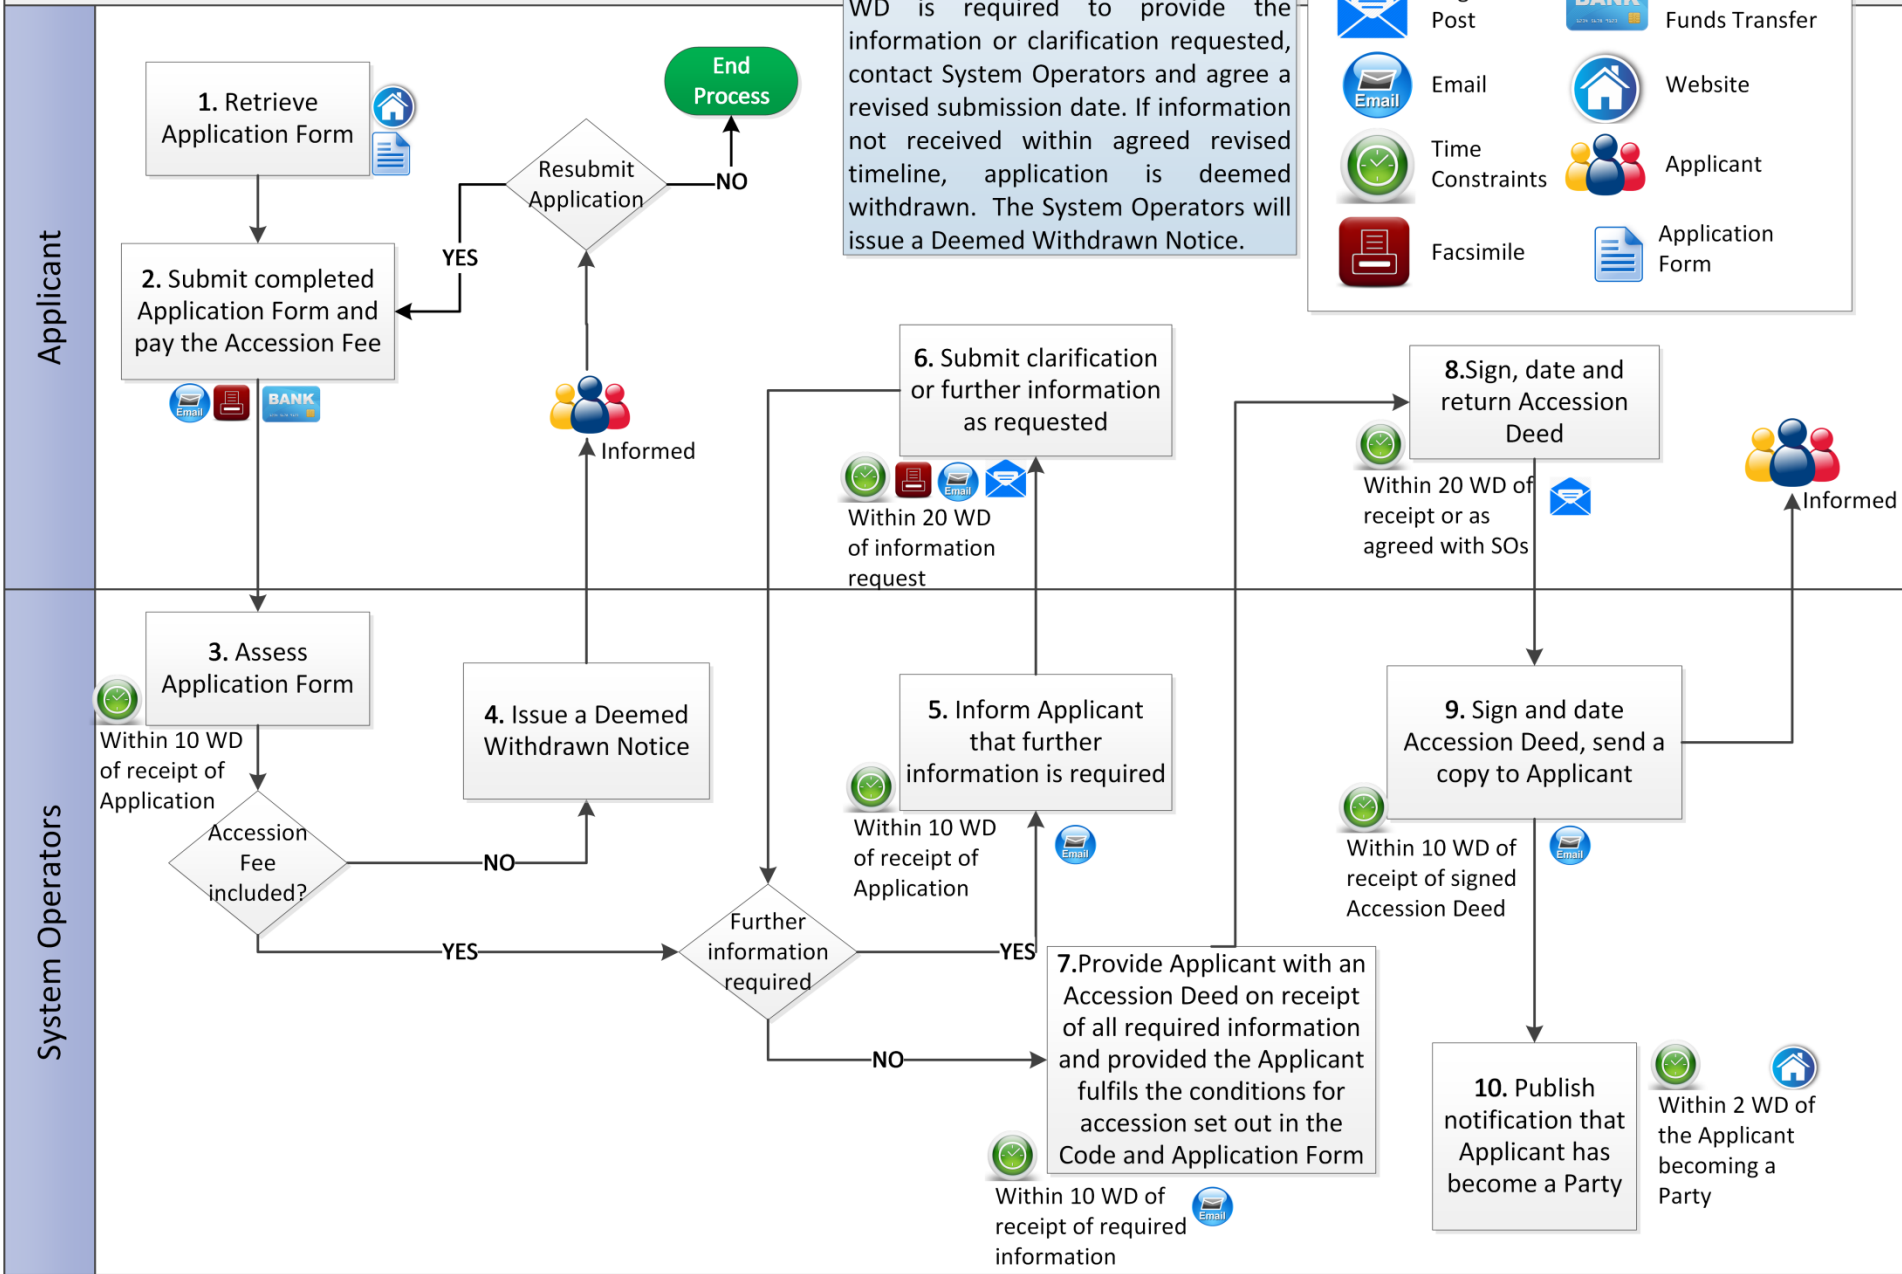 WD is required to provide the
information or clarification requested,
contact System Operators and agree a
revised submission date. If information
not received within agreed revised
timeline, application is deemed
withdrawn. The System Operators will
issue a Deemed Withdrawn Notice.
Post
BANK
Funds Transfer
Email
Email
Website
Time
Constraints
Applicant
Facsimile
Application
Form
Applicant
1. Retrieve
Application Form
End
Process
Resubmit
Application
NO
YES
2. Submit completed
Application Form and
pay the Accession Fee
Email
BANK
Informed
6. Submit clarification
or further information
as requested
Email
Within 20 WD
of information
request
8.Sign, date and
return Accession
Deed
Within 20 WD of
receipt or as
agreed with SOs
Informed
System Operators
3. Assess
Application Form
Within 10 WD
of receipt of
Application
Accession
Fee
included?
NO
YES
4. Issue a Deemed
Withdrawn Notice
5. Inform Applicant
that further
information is required
Within 10 WD
of receipt of
Application
Email
Further
information
required
YES
NO
7.Provide Applicant with an
Accession Deed on receipt
of all required information
and provided the Applicant
fulfils the conditions for
accession set out in the
Code and Application Form
Within 10 WD of
receipt of required
information
Email
9. Sign and date
Accession Deed, send a
copy to Applicant
Within 10 WD of
receipt of signed
Accession Deed
Email
10. Publish
notification that
Applicant has
become a Party
Within 2 WD of
the Applicant
becoming a
Party